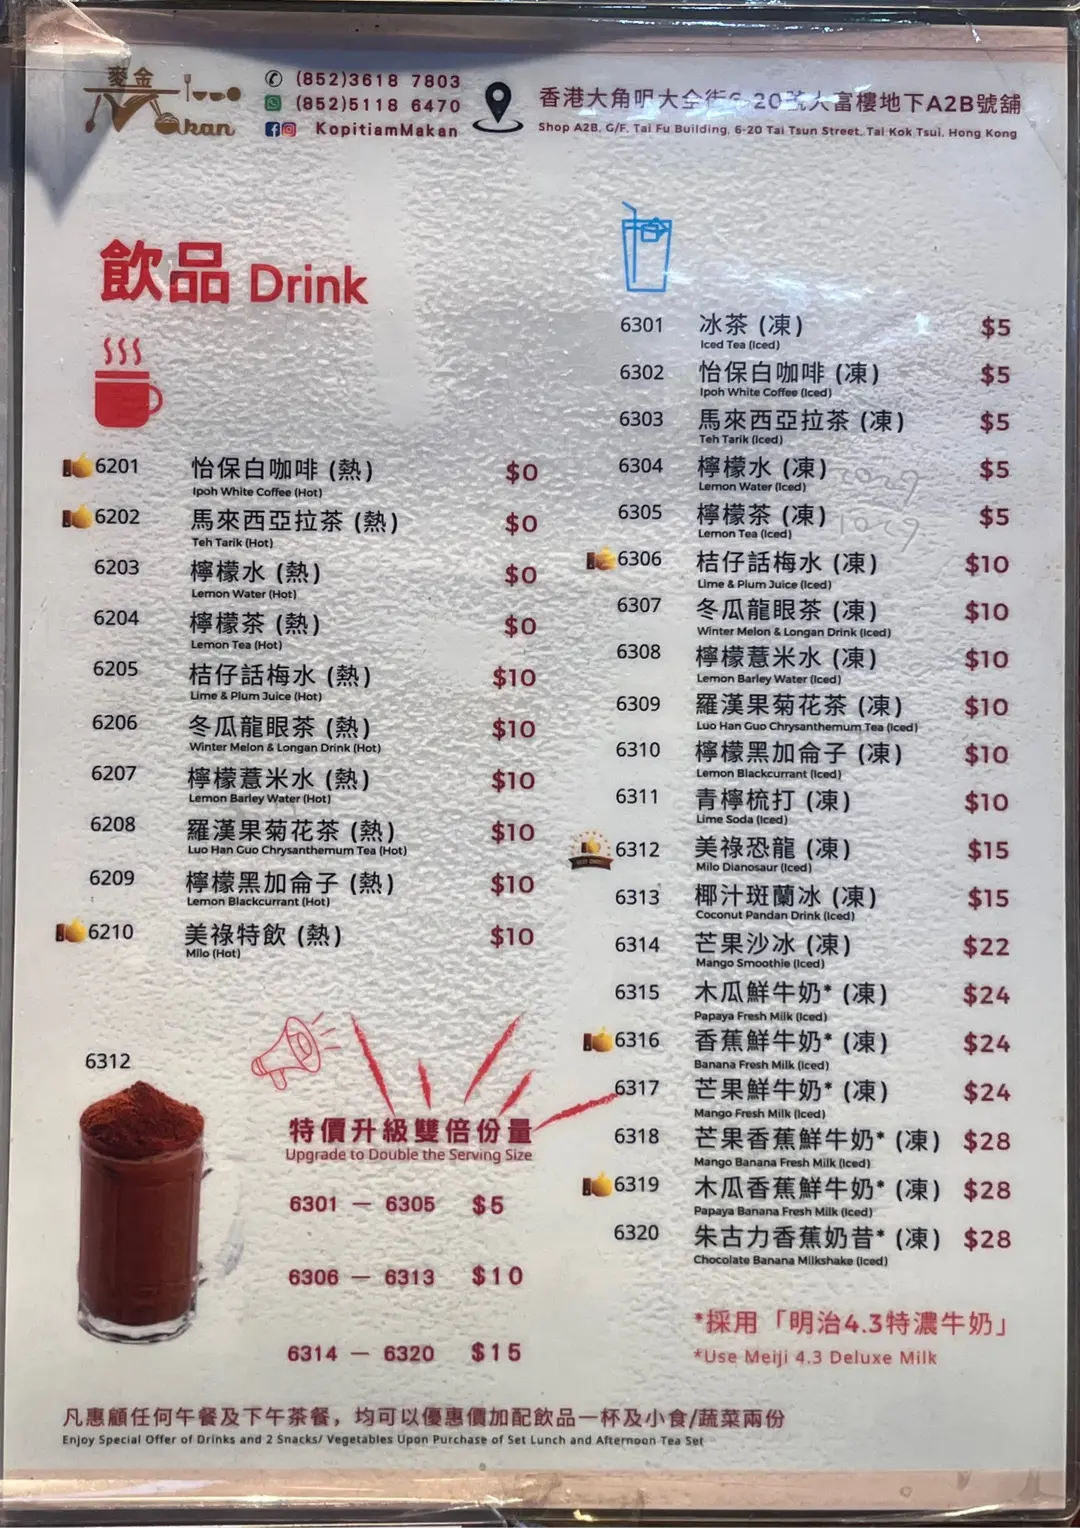 麥金
Makan
(852)3618 7803
(852)5118 6470
KopitiamMakan
香港大角咀大全街6-20號大富樓地下A2B號舖
Shop A2B, G/F, Tai Fu Building, 6-20 Tai Tsun Street, Tai Kok Tsui, Hong Kong
飲品 Drink
6201 怡保白咖啡 (熱) $0
Ipoh White Coffee (Hot)
6202 馬來西亞拉茶 (熱) $0
Teh Tarik (Hot)
6203 檸檬水 (熱) $0
Lemon Water (Hot)
6204 檸檬茶 (熱) $0
Lemon Tea (Hot)
6205 桔仔話梅水 (熱) $10
Lime & Plum Juice (Hot)
6206 冬瓜龍眼茶 (熱) $10
Winter Melon & Longan Drink (Hot)
6207 檸檬薏米水 (熱) $10
Lemon Barley Water (Hot)
6208 羅漢果菊花茶 (熱) $10
Luo Han Guo Chrysanthemum Tea (Hot)
6209 檸檬黑加侖子 (熱) $10
Lemon Blackcurrant (Hot)
6210 美祿特飲 (熱) $10
Milo (Hot)
6301 冰茶 (凍) $5
Iced Tea (Iced)
6302 怡保白咖啡 (凍) $5
Ipoh White Coffee (Iced)
6303 馬來西亞拉茶 (凍) $5
Teh Tarik (Iced)
6304 檸檬水 (凍) $5
Lemon Water (Iced)
6305 檸檬茶 (凍) $5
Lemon Tea (Iced)
6306 桔仔話梅水 (凍) $10
Lime & Plum Juice (Iced)
6307 冬瓜龍眼茶 (凍) $10
Winter Melon & Longan Drink (Iced)
6308 檸檬薏米水 (凍) $10
Lemon Barley Water (Iced)
6309 羅漢果菊花茶 (凍) $10
Luo Han Guo Chrysanthemum Tea (Iced)
6310 檸檬黑加侖子 (凍) $10
Lemon Blackcurrant (Iced)
6311 青檸梳打 (凍) $10
Lime Soda (Iced)
6312 美祿恐龍 (凍) $15
Milo Dianosaur (Iced)
6313 椰汁斑蘭冰 (凍) $15
Coconut Pandan Drink (Iced)
6314 芒果沙冰 (凍) $22
Mango Smoothie (Iced)
6315 木瓜鮮牛奶* (凍) $24
Papaya Fresh Milk (Iced)
6316 香蕉鮮牛奶* (凍) $24
Banana Fresh Milk (Iced)
6317 芒果鮮牛奶* (凍) $24
Mango Fresh Milk (Iced)
6318 芒果香蕉鮮牛奶* (凍) $28
Mango Banana Fresh Milk (Iced)
6319 木瓜香蕉鮮牛奶* (凍) $28
Papaya Banana Fresh Milk (Iced)
6320 朱古力香蕉奶昔* (凍) $28
Chocolate Banana Milkshake (Iced)
6312
特價升級雙倍份量
Upgrade to Double the Serving Size
6301 — 6305 $5
6306 — 6313 $10
6314 — 6320 $15
*採用「明治4.3特濃牛奶」
*Use Meiji 4.3 Deluxe Milk
凡惠顧任何午餐及下午茶餐，均可以優惠價加配飲品一杯及小食/蔬菜兩份
Enjoy Special Offer of Drinks and 2 Snacks/ Vegetables Upon Purchase of Set Lunch and Afternoon Tea Set